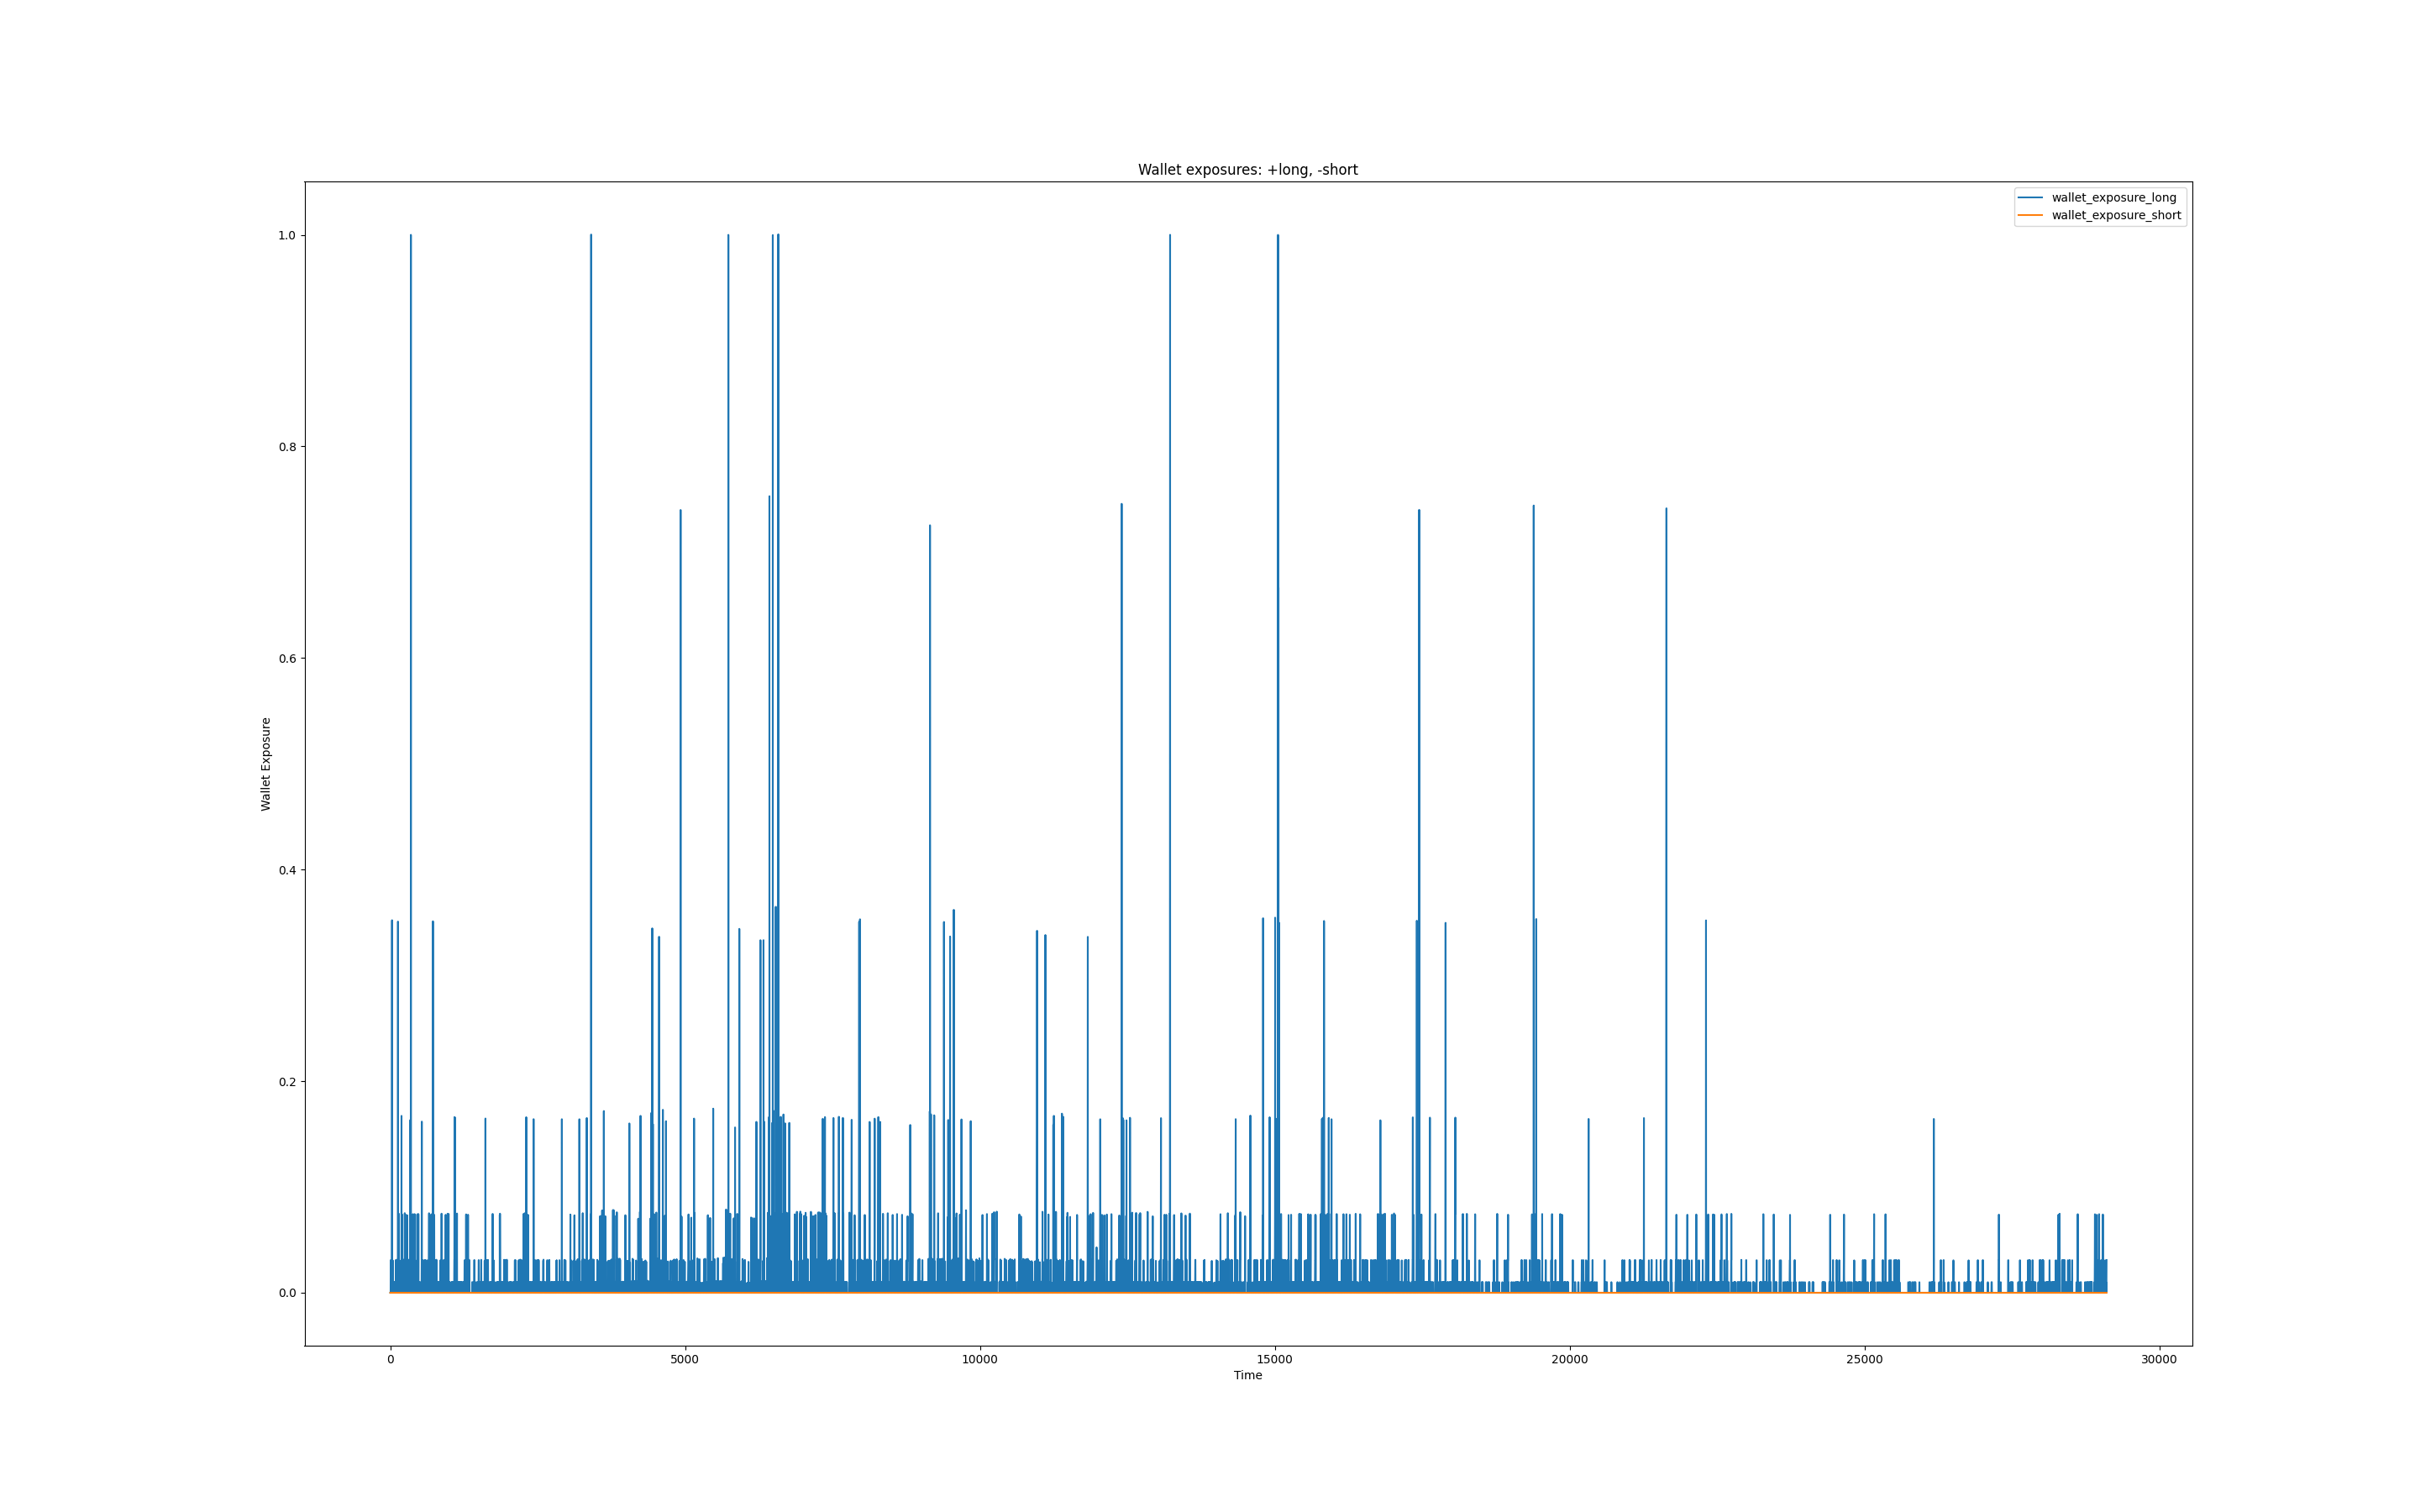 Wallet exposures: +long, -short
wallet_exposure_long
wallet_exposure_short
1.0
0.8
0.6
0.4
0.2
0.0
Wallet Exposure
0 5000 10000 15000 20000 25000 30000
Time